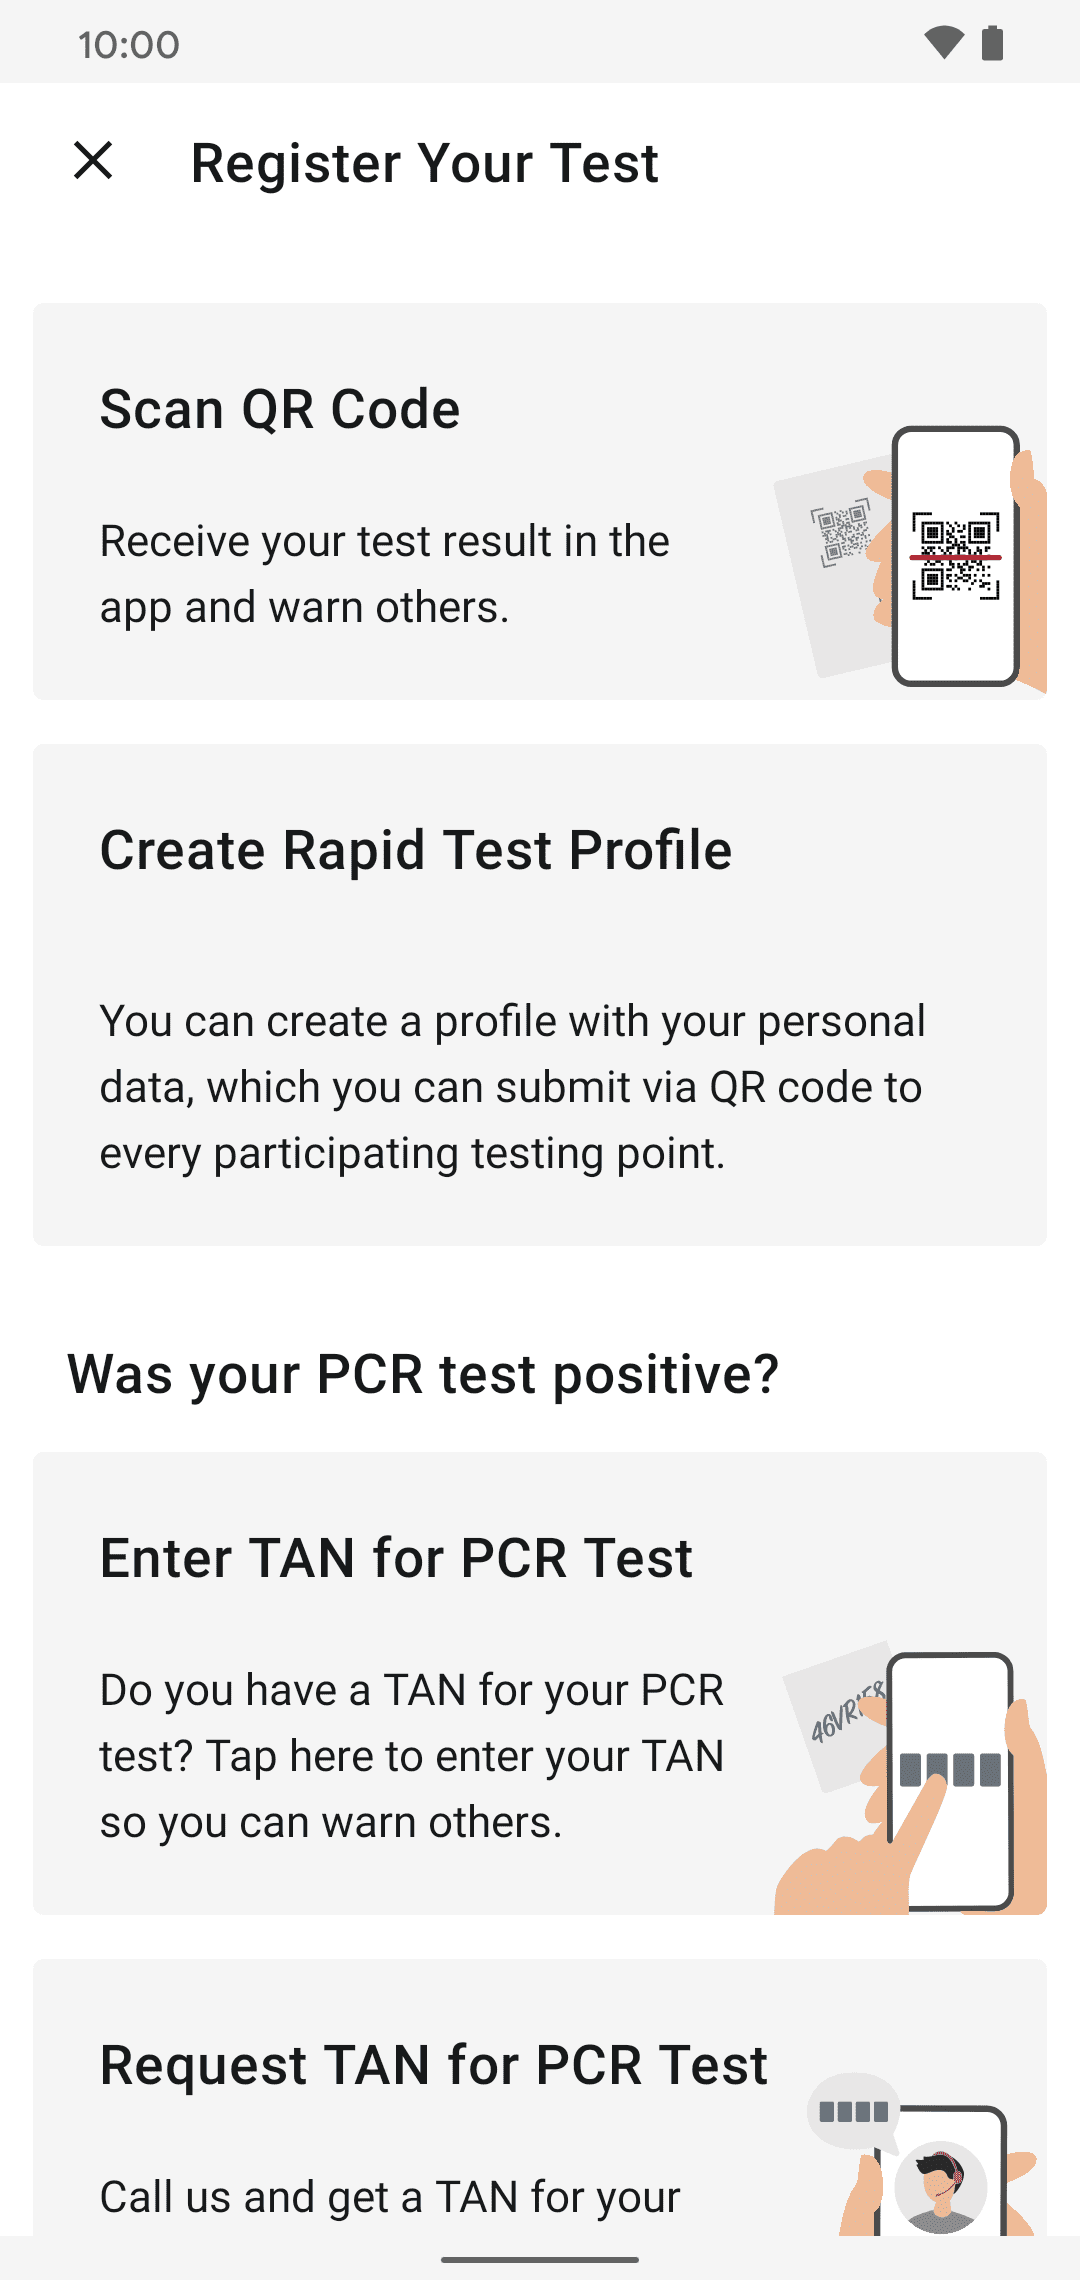 10:00
Register Your Test
Scan QR Code
Receive your test result in the
app and warn others.
Create Rapid Test Profile
You can create a profile with your personal
data, which you can submit via QR code to
every participating testing point.
Was your PCR test positive?
Enter TAN for PCR Test
Do you have a TAN for your PCR
test? Tap here to enter your TAN
so you can warn others.
Request TAN for PCR Test
Call us and get a TAN for your